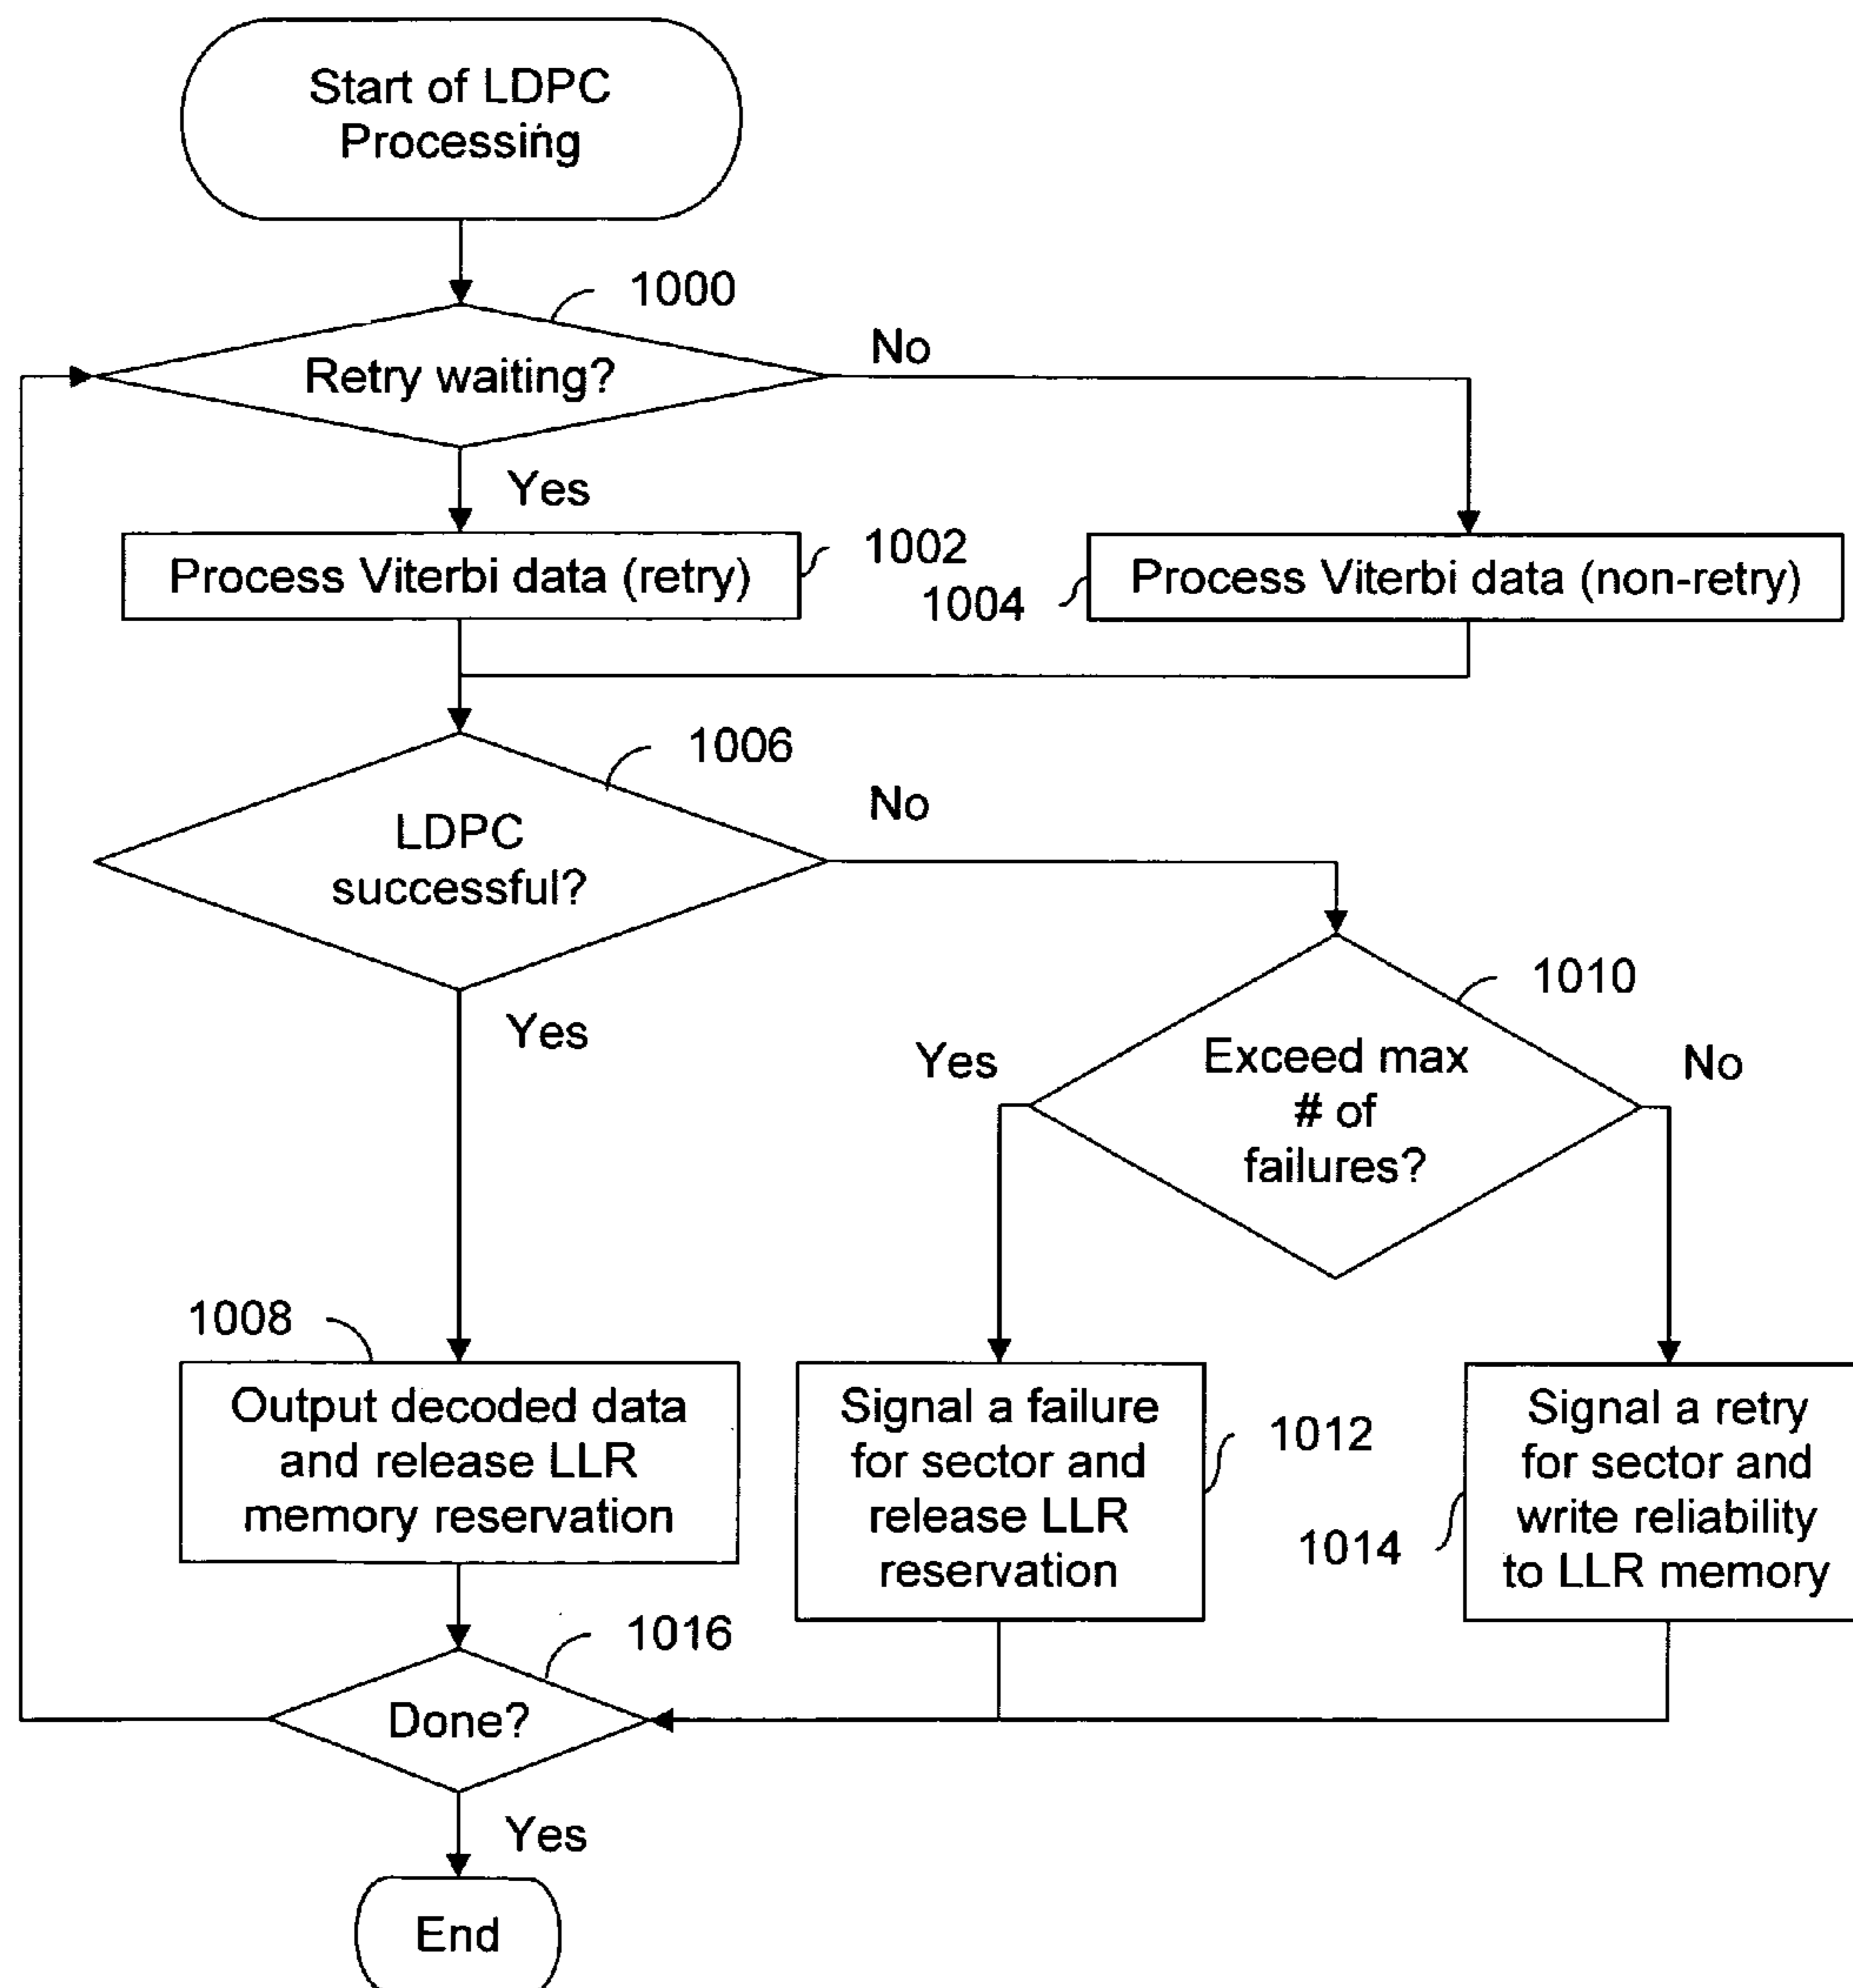 Start of LDPC
Processing
1000
Retry waiting?
No
Yes
Process Viterbi data (retry)
1002
1004
Process Viterbi data (non-retry)
1006
LDPC
successful?
No
Yes
1010
Exceed max
# of
failures?
Yes
No
1008
Output decoded data
and release LLR
memory reservation
Signal a failure
for sector and
release LLR
reservation
1012
Signal a retry
for sector and
write reliability
to LLR memory
1014
1016
Done?
Yes
End